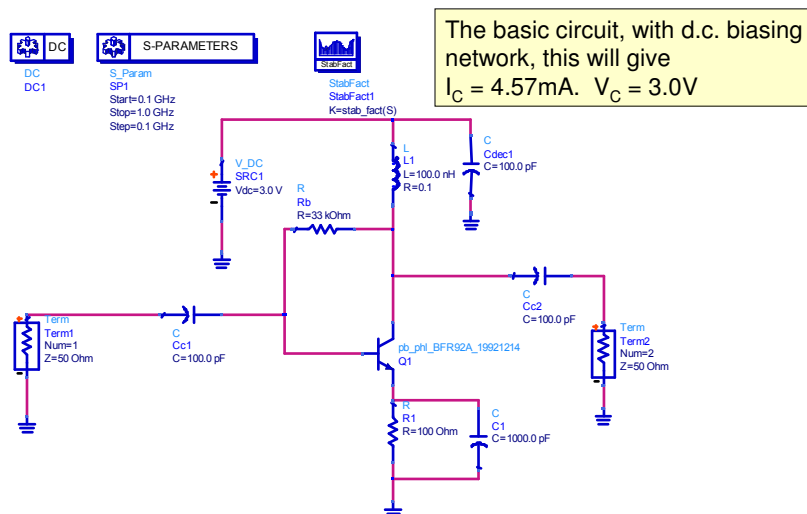 The basic circuit, with d.c. biasing
network, this will give
IC = 4.57mA.  VC = 3.0V
DC
DC
DC1
S-PARAMETERS
S_Param
SP1
Start=0.1 GHz
Stop=1.0 GHz
Step=0.1 GHz
StabFact
StabFact
StabFact1
K=stab_fact(S)
V_DC
SRC1
Vdc=3.0 V
L
L1
L=100.0 nH
R=0.1
C
Cdec1
C=100.0 pF
R
Rb
R=33 kOhm
Term
Term1
Num=1
Z=50 Ohm
C
Cc1
C=100.0 pF
pb_phl_BFR92A_19921214
Q1
C
Cc2
C=100.0 pF
Term
Term2
Num=2
Z=50 Ohm
R
R1
R=100 Ohm
C
C1
C=1000.0 pF